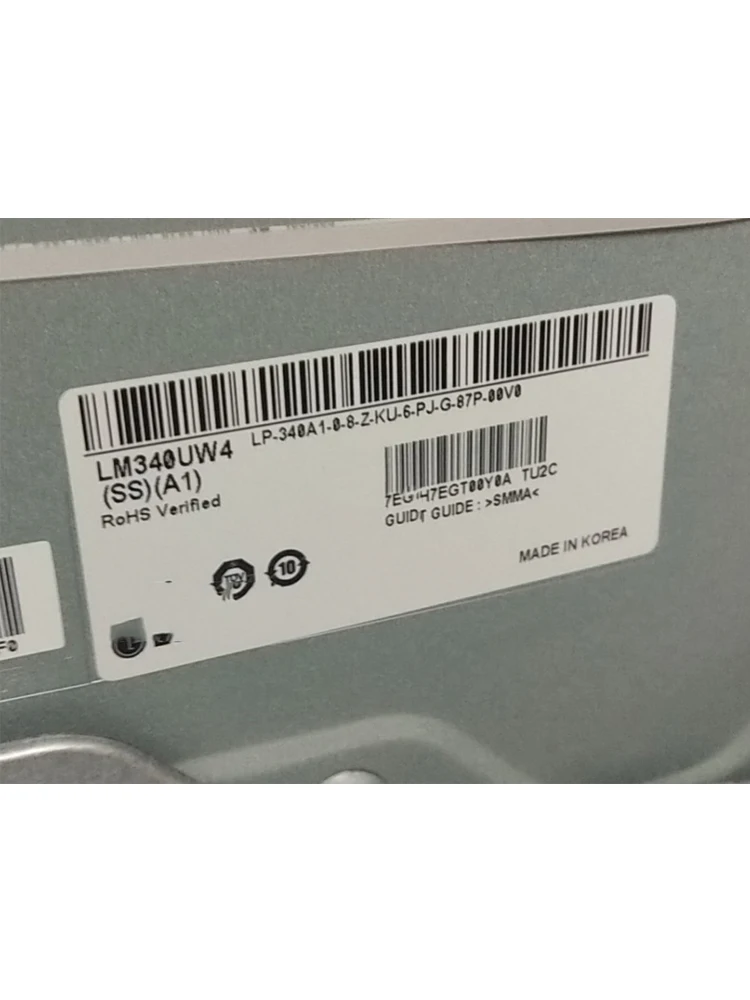 LP-340A1-0-8-Z-KU-6-PJ-G-87P-00V0
LM340UW4
(SS)(A1)
RoHS Verified
TU2C
GUIDE : >SMMA<
MADE IN KOREA
10